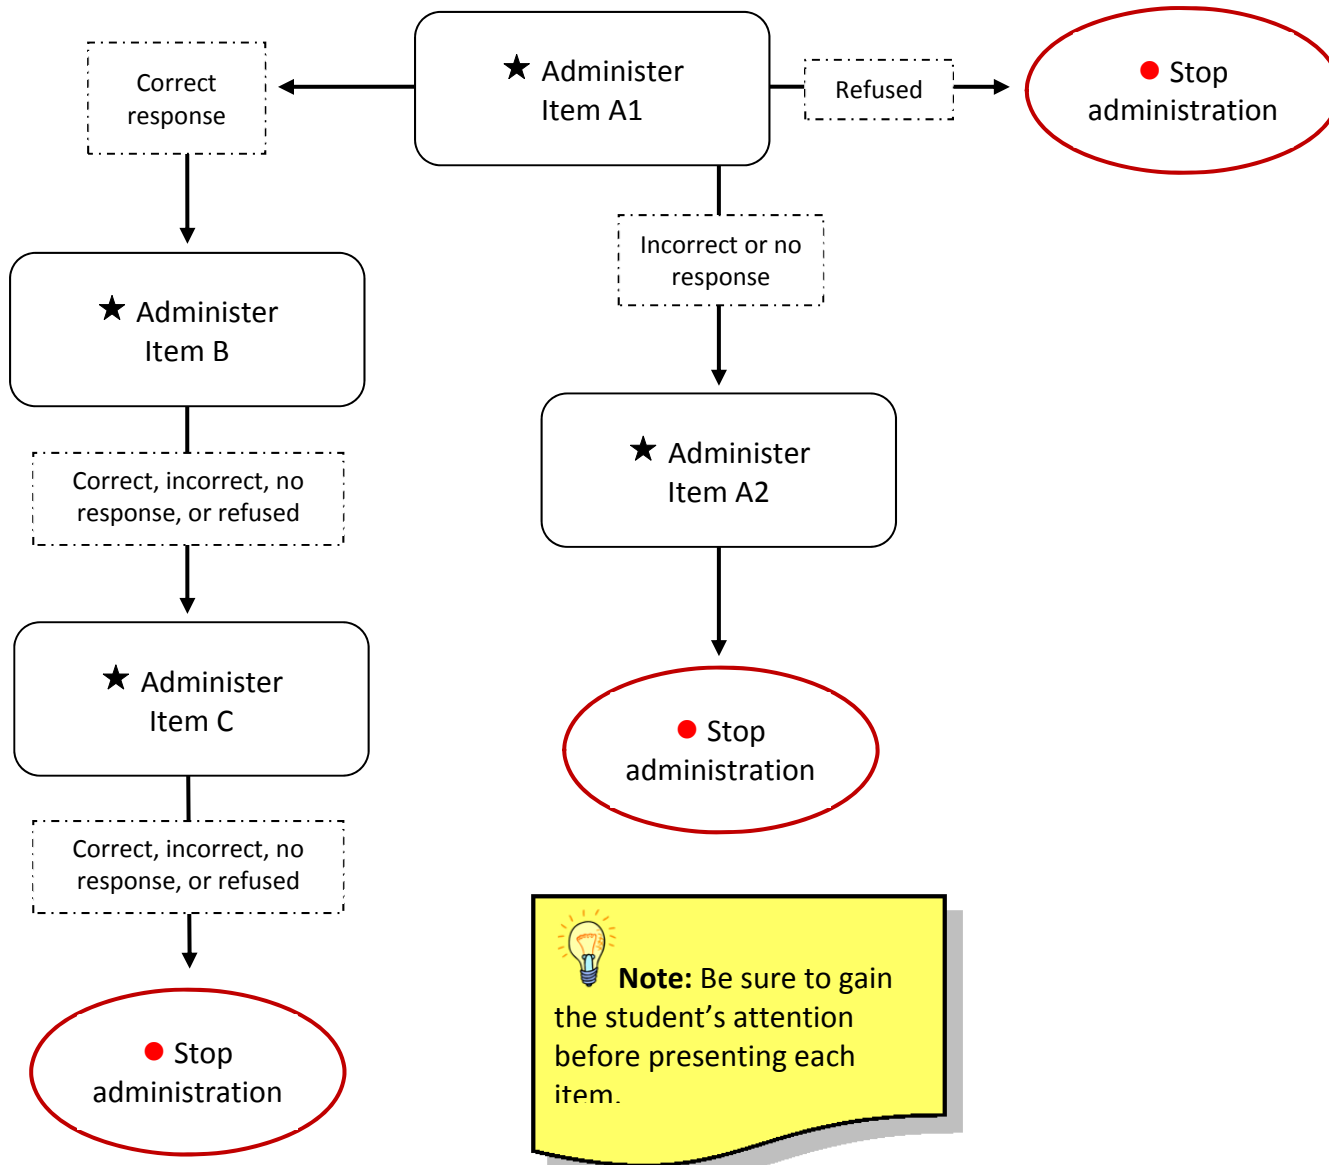 ★ Administer
Item A1
Correct
response
Refused
● Stop
administration
Incorrect or no
response
★ Administer
Item B
★ Administer
Item A2
Correct, incorrect, no
response, or refused
★ Administer
Item C
● Stop
administration
Correct, incorrect, no
response, or refused
● Stop
administration
Note: Be sure to gain
the student’s attention
before presenting each
item.